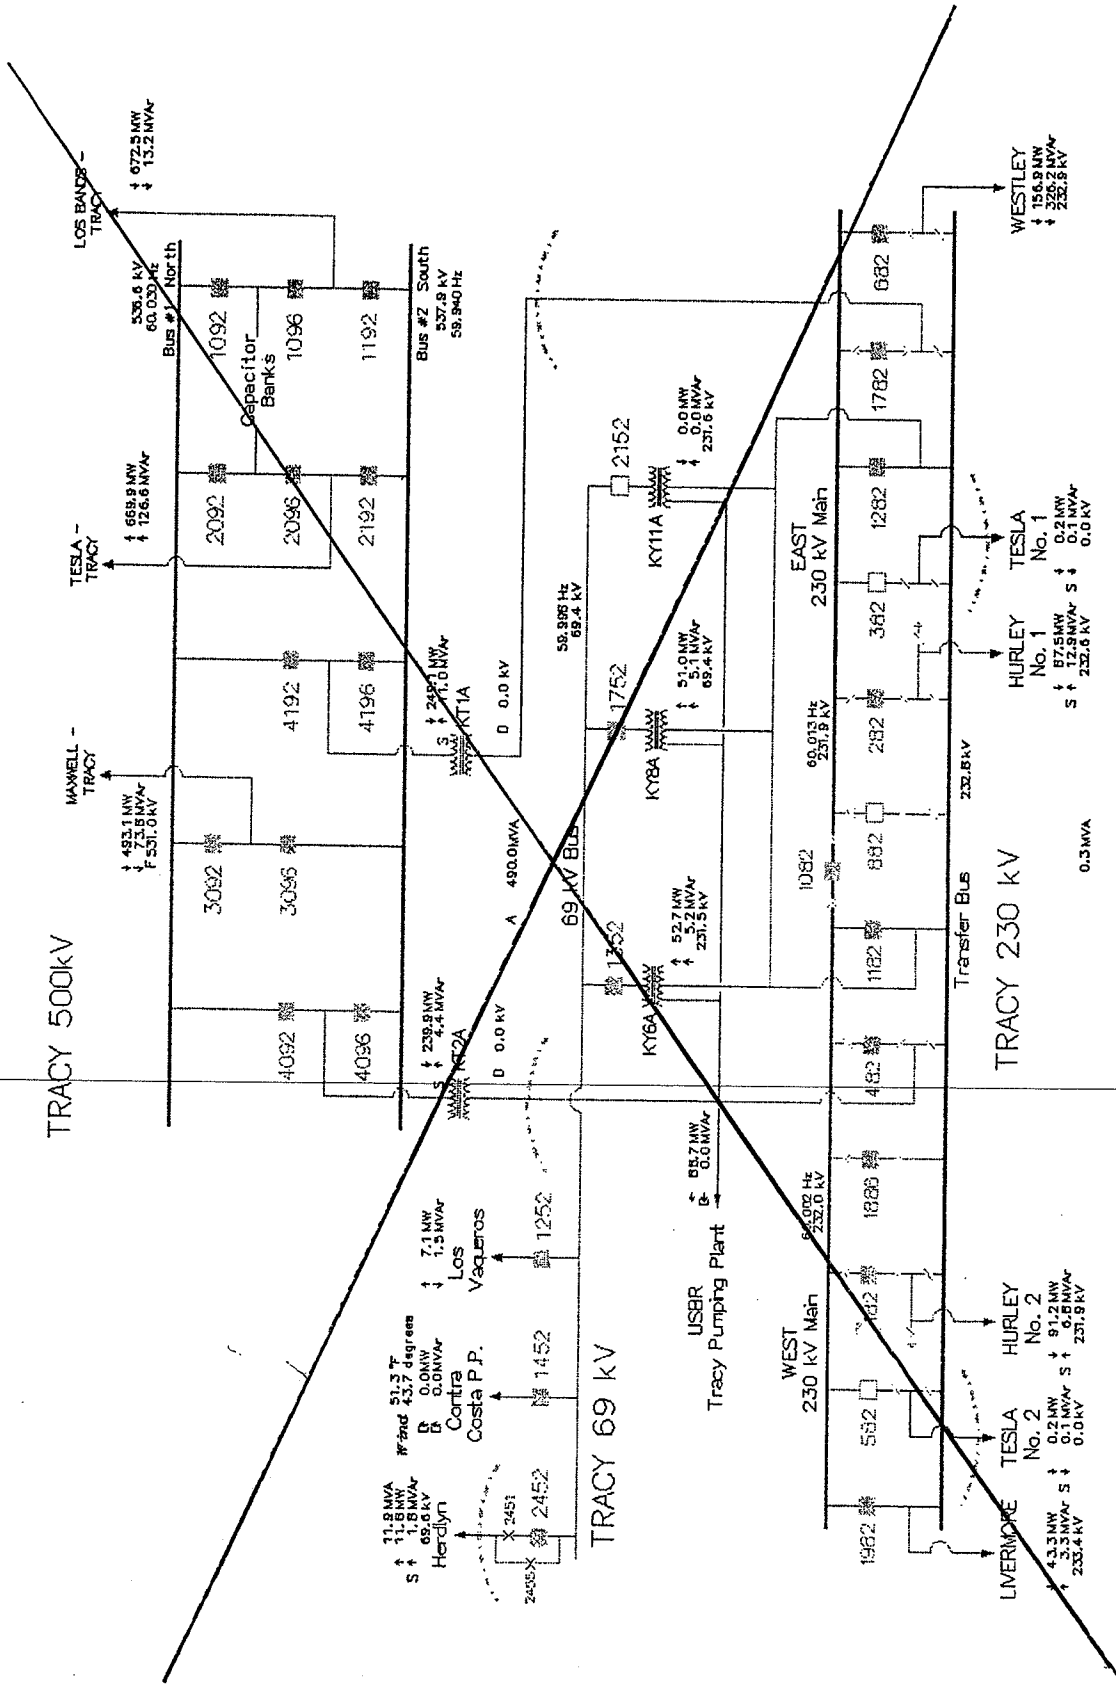 TRACY 500kV
MAXWELL -
TRACY
493.1 MW
73.8 MVAr
F 531.0 kV
TESLA -
TRACY
669.9 MW
126.6 MVAr
LOS BANOS -
TRACY
672.5 MW
13.2 MVAr
536.6 kV
60.030 Hz
Bus #1 North
4092
4096
3092
3096
4192
4196
2092
2096
2192
Capacitor
Banks
1092
1096
1192
Bus #2 South
537.9 kV
59.940 Hz
S 239.9 MW
4.4 MVAr
KT2A
D 0.0 kV
A 490.0 MVA
S
KT1A
D 0.0 kV
11.9 MVA
S 11.8 MW
S 1.8 MVAr
69.6 kV
Herdlyn
Wind 51.3 °F
43.7 degrees
0.0 MW
0.0 MVAr
Contra
Costa P.P.
7.1 MW
1.5 MVAr
Los
Vaqueros
2451
2455
2452
1452
1252
TRACY 69 kV
69 kV Bus
59.996 Hz
69.4 kV
1352
1752
2152
KY6A
52.7 MW
5.2 MVAr
231.5 kV
KY8A
51.0 MW
5.1 MVAr
69.4 kV
KY11A
0.0 MW
0.0 MVAr
231.6 kV
0.0 MVAr
USBR
Tracy Pumping Plant
WEST
230 kV Main
232.0 kV
1082
60.013 Hz
231.9 kV
EAST
230 kV Main
1982
582
182
1886
482
1182
882
282
382
1282
1782
682
Transfer Bus
232.8 kV
LIVERMORE
43.3 MW
3.3 MVAr
233.4 kV
TESLA
No. 2
0.2 MW
S 0.1 MVAr
0.0 kV
HURLEY
No. 2
91.2 MW
S 6.8 MVAr
231.9 kV
TRACY 230 kV
0.3 MVA
HURLEY
No. 1
87.5 MW
S 12.9 MVAr
232.6 kV
TESLA
No. 1
0.2 MW
S 0.1 MVAr
0.0 kV
WESTLEY
156.9 MW
326.2 MVAr
232.9 kV